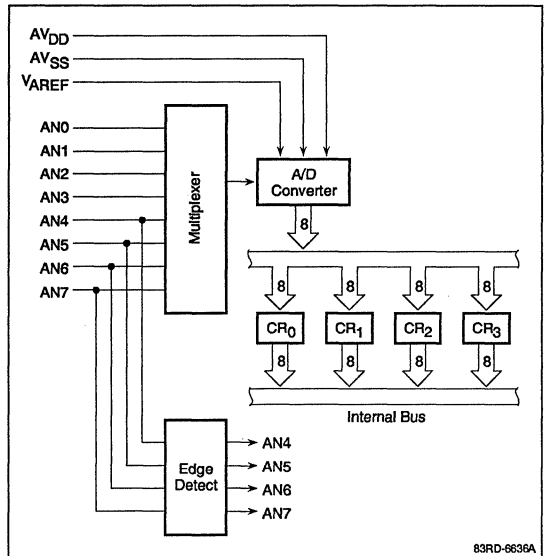 AVDD
AVSS
VAREF
AN0
AN1
AN2
AN3
AN4
AN5
AN6
AN7
Multiplexer
A/D
Converter
8
8 8 8 8
CR0 CR1 CR2 CR3
8 8 8 8
Internal Bus
Edge
Detect
AN4
AN5
AN6
AN7
83RD-6636A